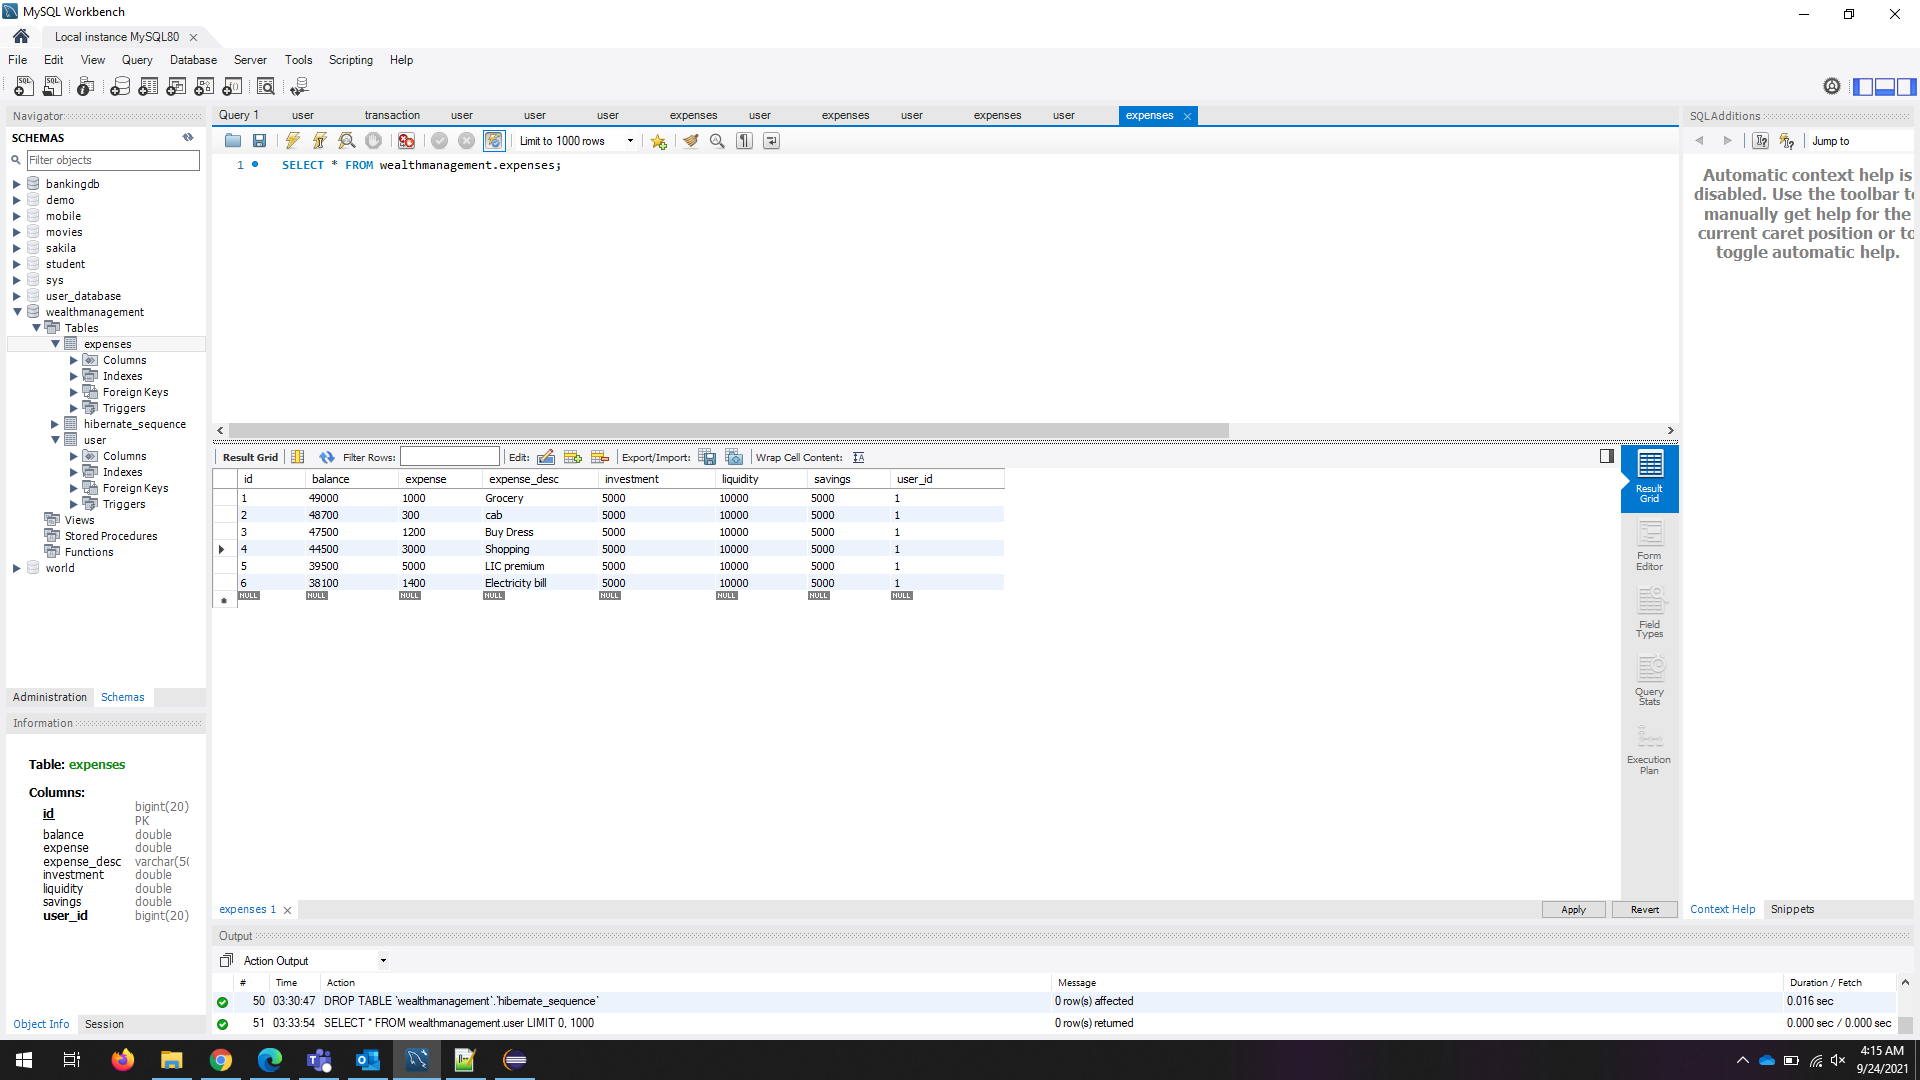 MySQL Workbench
Local instance MySQL80
File Edit View Query Database Server Tools Scripting Help
Navigator
SCHEMAS
Filter objects
bankingdb
demo
mobile
movies
sakila
student
sys
user_database
wealthmanagement
Tables
expenses
Columns
Indexes
Foreign Keys
Triggers
hibernate_sequence
user
Columns
Indexes
Foreign Keys
Triggers
Views
Stored Procedures
Functions
world
Administration Schemas
Information
Table: expenses
Columns:
id bigint(20) PK
balance double
expense double
expense_desc varchar(50
investment double
liquidity double
savings double
user_id bigint(20)
Object Info Session
Query 1 user transaction user user user expenses user expenses user expenses user expenses
Limit to 1000 rows
1 SELECT * FROM wealthmanagement.expenses;
Result Grid Filter Rows: Edit: Export/Import: Wrap Cell Content:
id balance expense expense_desc investment liquidity savings user_id
1 49000 1000 Grocery 5000 10000 5000 1
2 48700 300 cab 5000 10000 5000 1
3 47500 1200 Buy Dress 5000 10000 5000 1
4 44500 3000 Shopping 5000 10000 5000 1
5 39500 5000 LIC premium 5000 10000 5000 1
6 38100 1400 Electricity bill 5000 10000 5000 1
NULL NULL NULL NULL NULL NULL NULL NULL
Result Grid
Form Editor
Field Types
Query Stats
Execution Plan
expenses 1
Apply Revert
SQLAdditions
Jump to
Automatic context help is
disabled. Use the toolbar to
manually get help for the
current caret position or to
toggle automatic help.
Context Help Snippets
Output
Action Output
# Time Action Message Duration / Fetch
50 03:30:47 DROP TABLE `wealthmanagement`.`hibernate_sequence` 0 row(s) affected 0.016 sec
51 03:33:54 SELECT * FROM wealthmanagement.user LIMIT 0, 1000 0 row(s) returned 0.000 sec / 0.000 sec
4:15 AM
9/24/2021